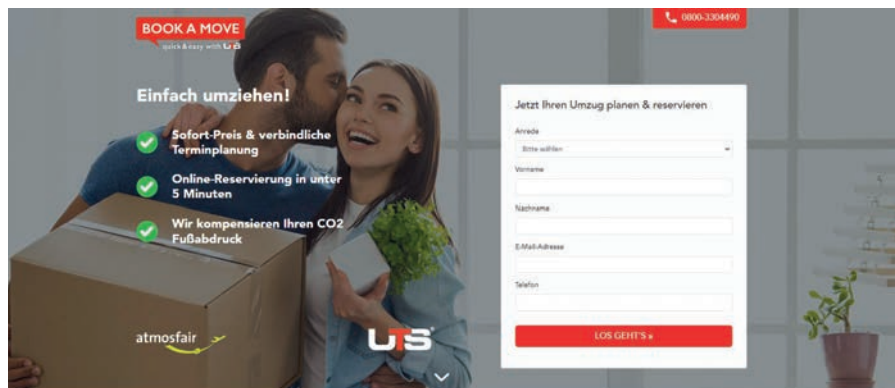 BOOK A MOVE
quick & easy with UTS
0800-3304490
Einfach umziehen!
Sofort-Preis & verbindliche
Terminplanung
Online-Reservierung in unter
5 Minuten
Wir kompensieren Ihren CO2
Fußabdruck
atmosfair
UTS
Jetzt Ihren Umzug planen & reservieren
Anrede
Bitte wählen
Vorname
Nachname
E-Mail-Adresse
Telefon
LOS GEHT'S »